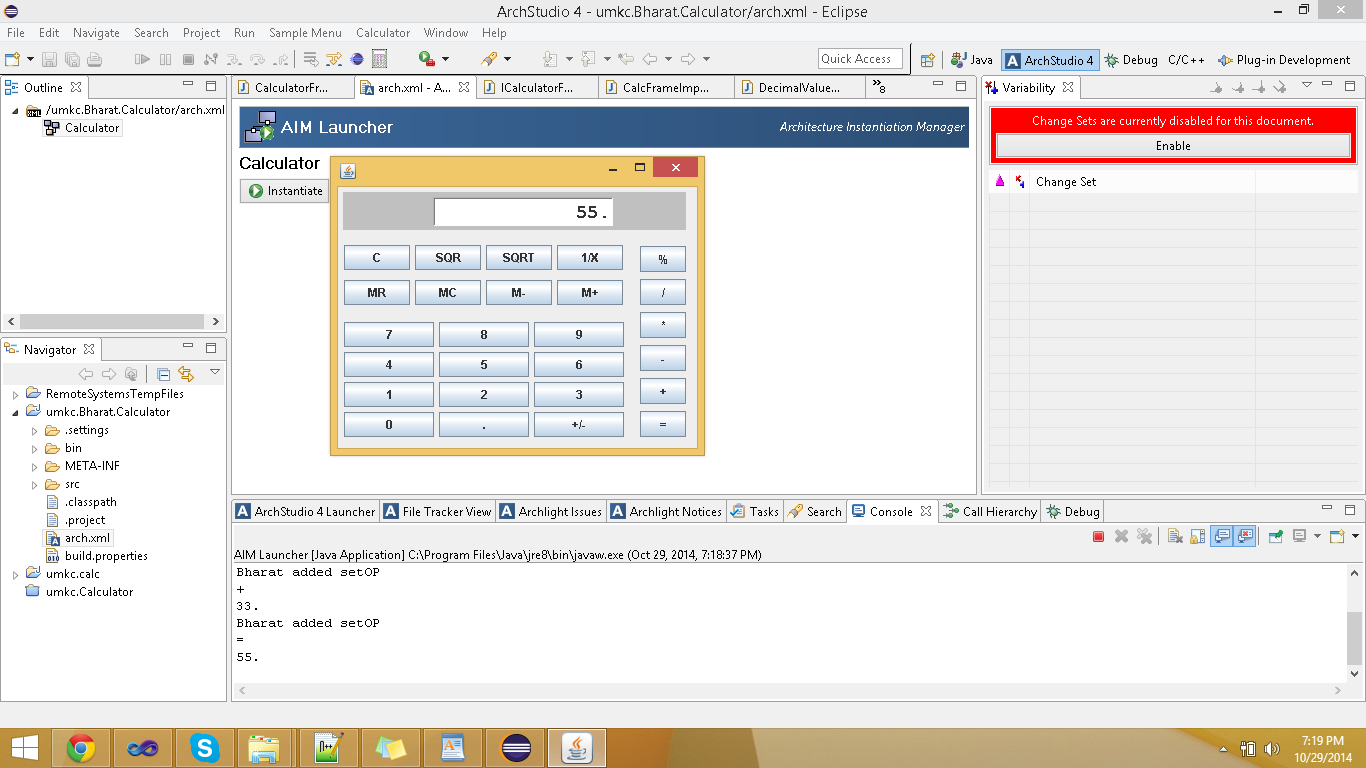 ArchStudio 4 - umkc.Bharat.Calculator/arch.xml - Eclipse
File Edit Navigate Search Project Run Sample Menu Calculator Window Help
Quick Access
Java
ArchStudio 4
Debug
C/C++
Plug-in Development
Outline
/umkc.Bharat.Calculator/arch.xml
Calculator
CalculatorFr...
arch.xml - A...
ICalculatorF...
CalcFrameImp...
DecimalValue...
»8
AIM Launcher
Architecture Instantiation Manager
Calculator
Instantiate
55.
C SQR SQRT 1/X %
MR MC M- M+ /
7 8 9 *
4 5 6 -
1 2 3 +
0 . +/- =
Variability
Change Sets are currently disabled for this document.
Enable
Change Set
Navigator
RemoteSystemsTempFiles
umkc.Bharat.Calculator
.settings
bin
META-INF
src
.classpath
.project
arch.xml
build.properties
umkc.calc
umkc.Calculator
ArchStudio 4 Launcher
File Tracker View
Archlight Issues
Archlight Notices
Tasks
Search
Console
Call Hierarchy
Debug
AIM Launcher [Java Application] C:\Program Files\Java\jre8\bin\javaw.exe (Oct 29, 2014, 7:18:37 PM)
Bharat added setOP
+
33.
Bharat added setOP
=
55.
7:19 PM
10/29/2014